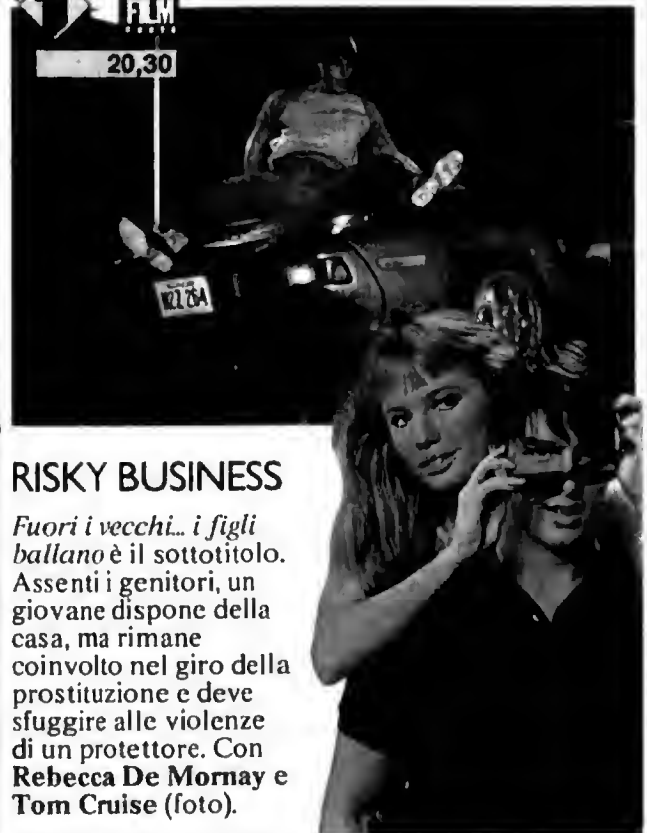 FILM
20,30
RISKY BUSINESS
Fuori i vecchi... i figli
ballano è il sottotitolo.
Assenti i genitori, un
giovane dispone della
casa, ma rimane
coinvolto nel giro della
prostituzione e deve
sfuggire alle violenze
di un protettore. Con
Rebecca De Mornay e
Tom Cruise (foto).